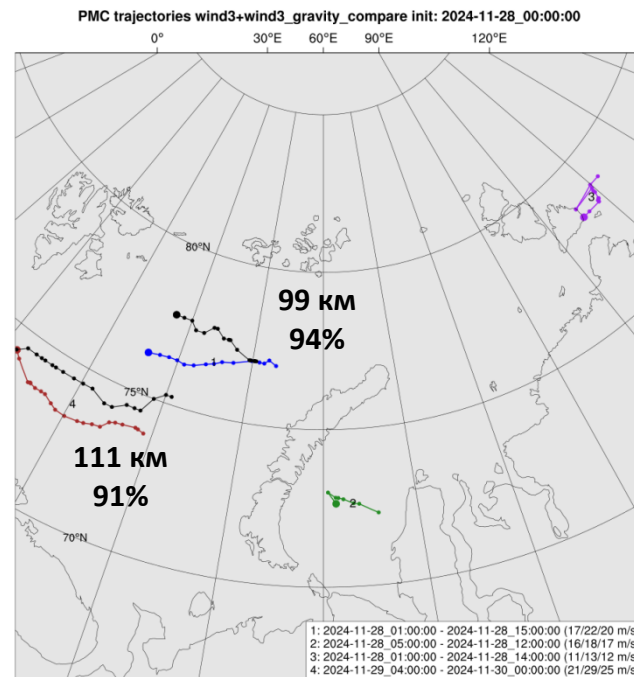 PMC trajectories wind3+wind3_gravity_compare init: 2024-11-28_00:00:00
0° 30°E 60°E 90°E 120°E
3
80°N
99 км
94%
1
75°N
4
111 км
91%
2
70°N
1: 2024-11-28_01:00:00 - 2024-11-28_15:00:00 (17/22/20 m/s
2: 2024-11-28_05:00:00 - 2024-11-28_12:00:00 (16/18/17 m/s
3: 2024-11-28_01:00:00 - 2024-11-28_14:00:00 (11/13/12 m/s
4: 2024-11-29_04:00:00 - 2024-11-30_00:00:00 (21/29/25 m/s